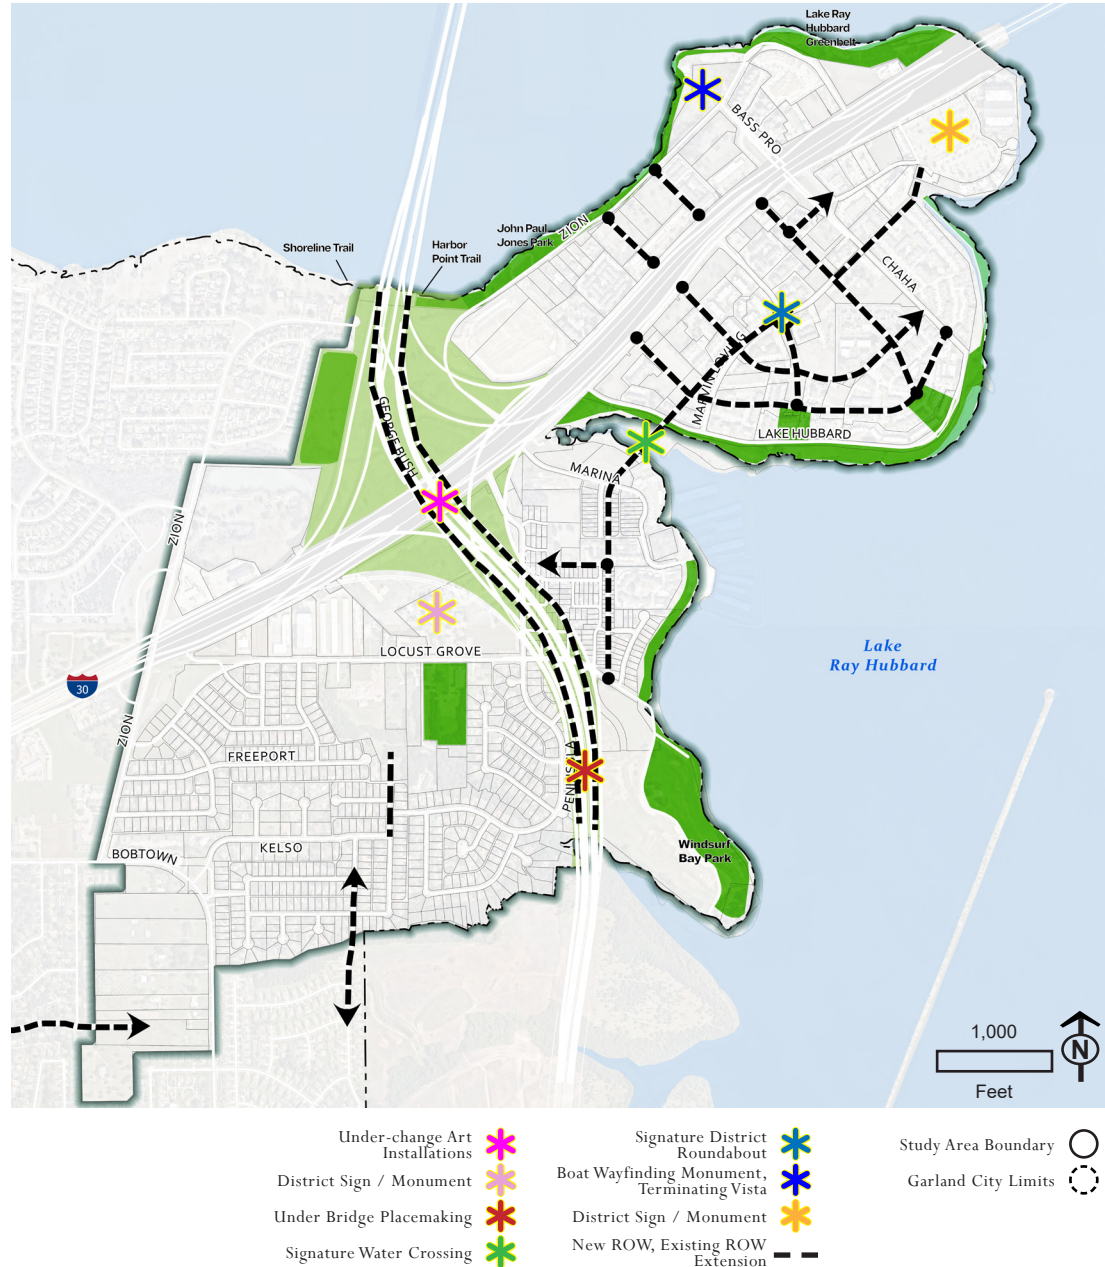 Lake Ray
Hubbard
Greenbelt
BASS PRO
ZION
John Paul
Jones Park
Shoreline Trail
Harbor
Point Trail
CHAHA
MARVIN LOVING
GEORGE BUSH
LAKE HUBBARD
MARINA
ZION
LOCUST GROVE
Lake
Ray Hubbard
30
ZION
FREEPORT
PENINSULA
BOBTOWN
KELSO
Windsurf
Bay Park
1,000
N
Feet
Under-change Art
Installations
District Sign / Monument
Under Bridge Placemaking
Signature Water Crossing
Signature District
Roundabout
Boat Wayfinding Monument,
Terminating Vista
District Sign / Monument
New ROW, Existing ROW
Extension
Study Area Boundary
Garland City Limits